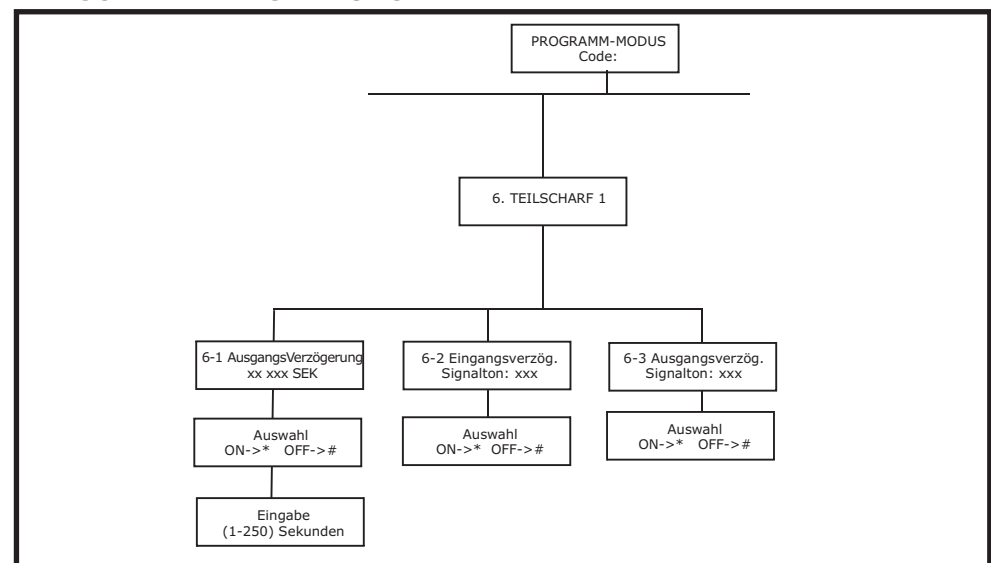 PROGRAMM-MODUS
Code:
6. TEILSCHARF 1
6-1 AusgangsVerzögerung
xx xxx SEK
6-2 Eingangsverzög.
Signalton: xxx
6-3 Ausgangsverzög.
Signalton: xxx
Auswahl
ON->* OFF->#
Auswahl
ON->* OFF->#
Auswahl
ON->* OFF->#
Eingabe
(1-250) Sekunden